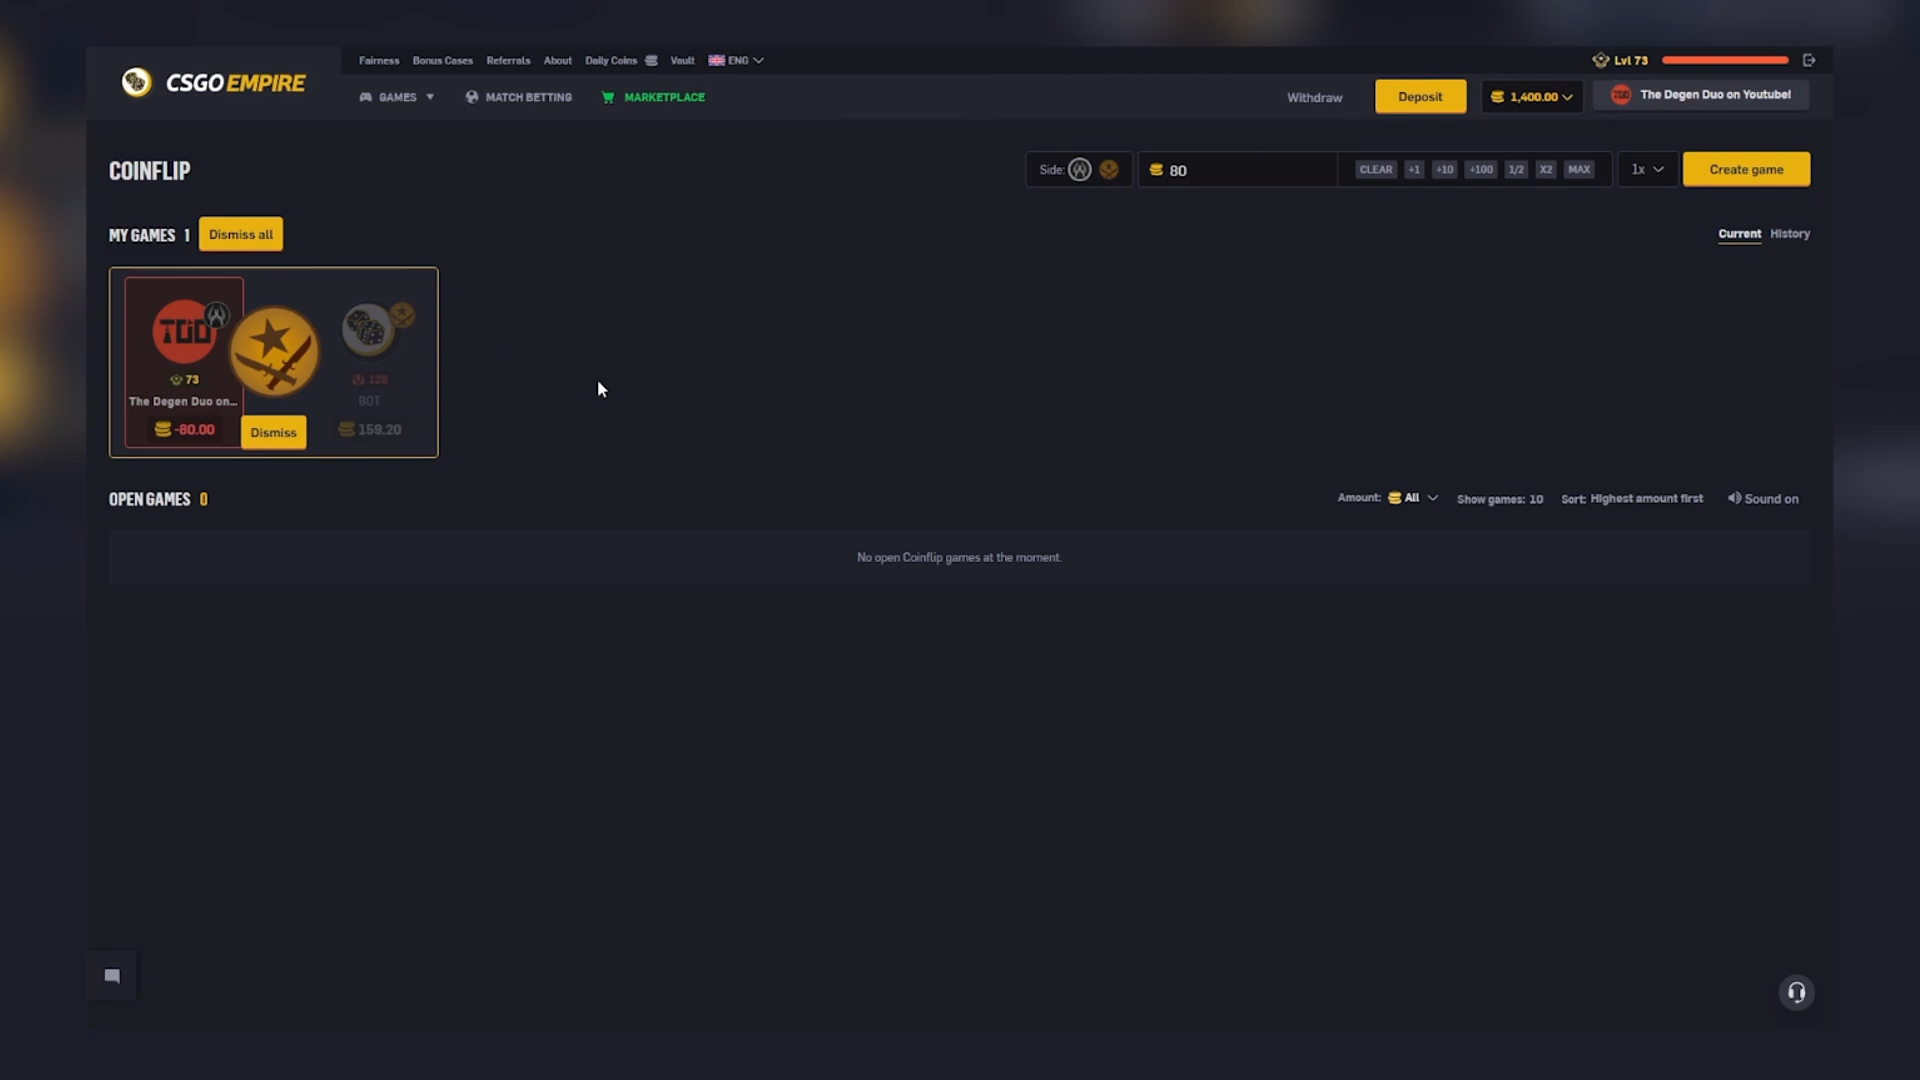 Fairness Bonus Cases Referrals About Daily Coins Vault ENG Lvl 73
CSGOEMPIRE
GAMES MATCH BETTING MARKETPLACE Withdraw Deposit 1,400.00 The Degen Duo on Youtube!
COINFLIP Side: 80 CLEAR +1 +10 +100 1/2 X2 MAX 1x Create game
MY GAMES 1 Dismiss all Current History
TGD
73 129
The Degen Duo on... BOT
-80.00 Dismiss 159.20
OPEN GAMES 0 Amount: All Show games: 10 Sort: Highest amount first Sound on
No open Coinflip games at the moment.